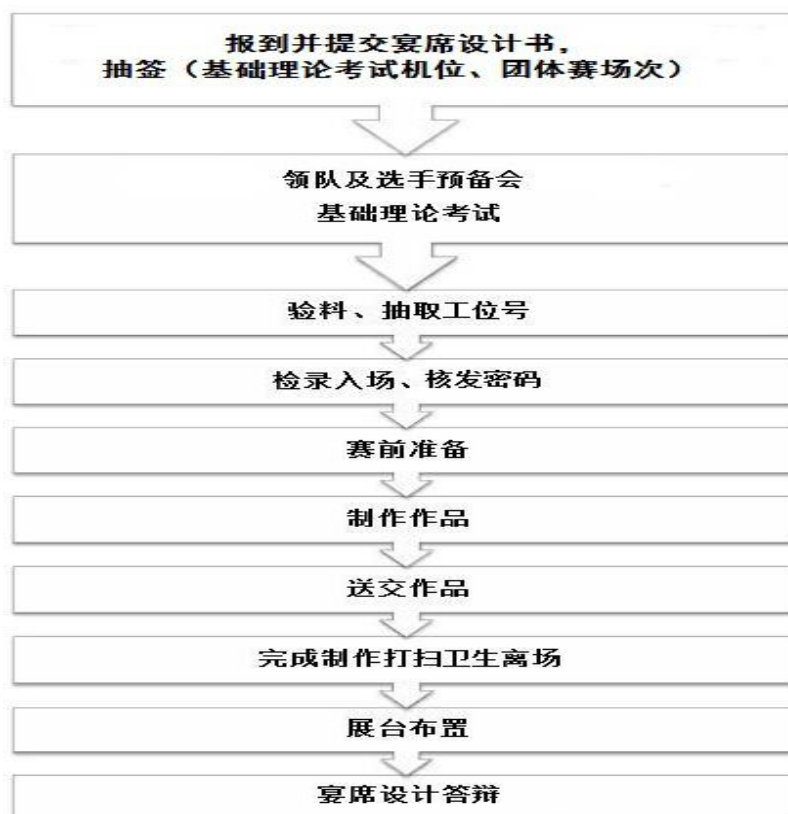 报到并提交宴席设计书，
抽签（基础理论考试机位、团体赛场次）
领队及选手预备会
基础理论考试
验料、抽取工位号
检录入场、核发密码
赛前准备
制作作品
送交作品
完成制作打扫卫生离场
展台布置
宴席设计答辩